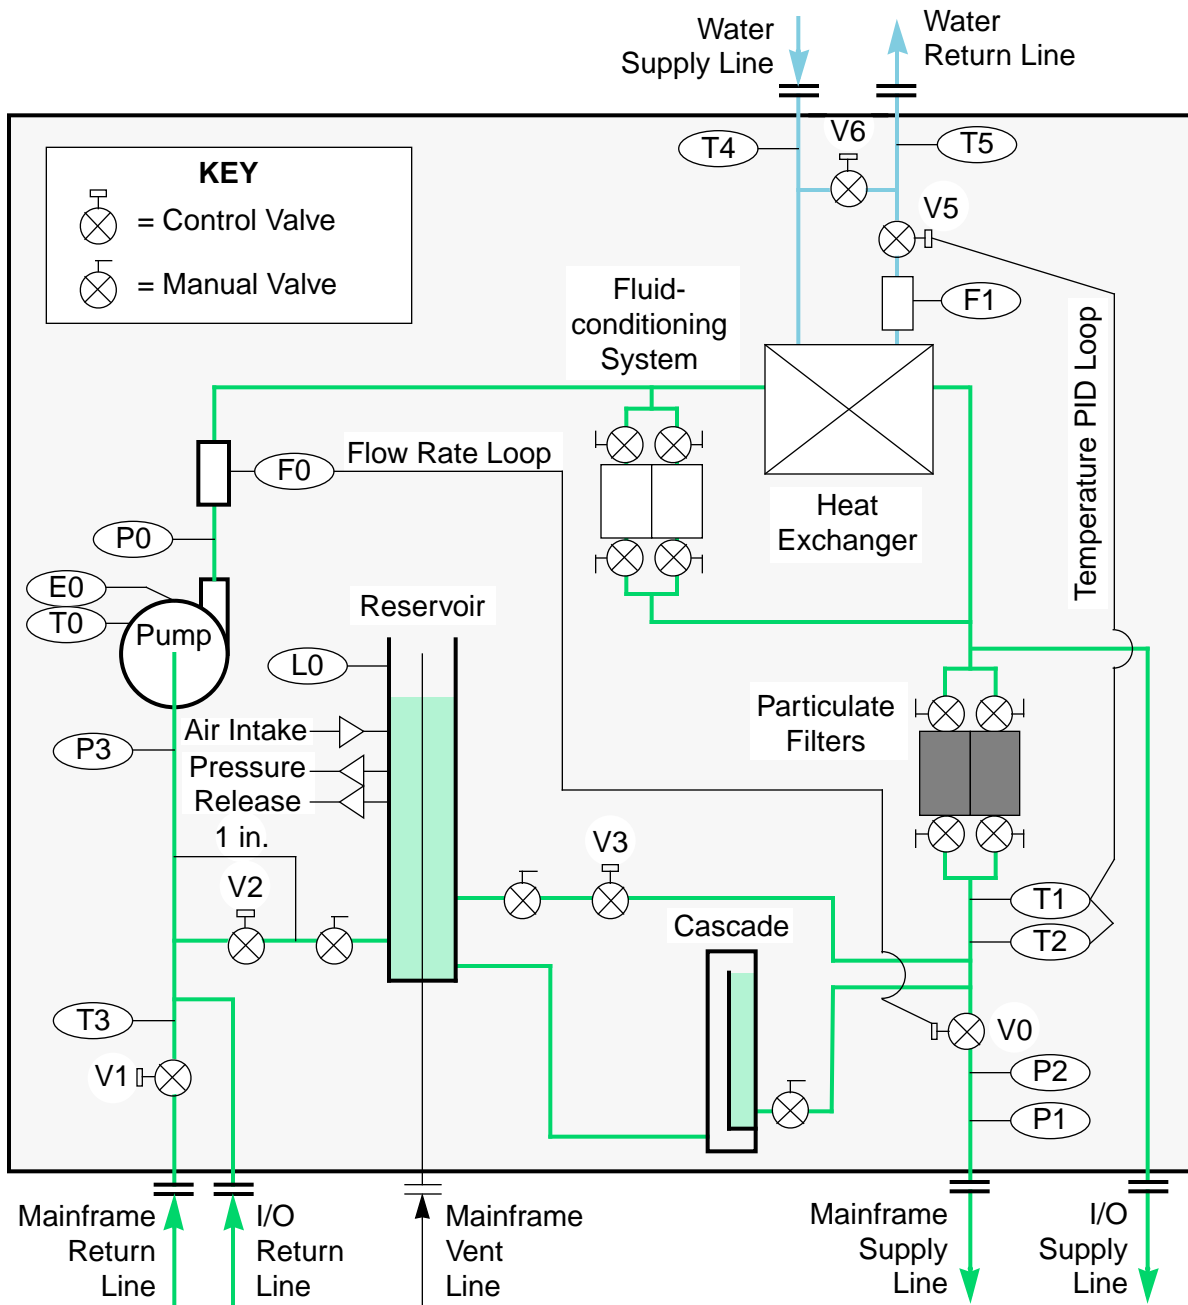 Water
Supply Line
Water
Return Line
T4
V6
T5
KEY
= Control Valve
= Manual Valve
V5
F1
Fluid-
conditioning
System
Temperature PID Loop
F0
Flow Rate Loop
Heat
Exchanger
P0
E0
T0
Pump
Reservoir
L0
Particulate
Filters
P3
Air Intake
Pressure
Release
1 in.
V2
V3
T1
T2
Cascade
T3
V1
V0
P2
P1
Mainframe
Return
Line
I/O
Return
Line
Mainframe
Vent
Line
Mainframe
Supply
Line
I/O
Supply
Line